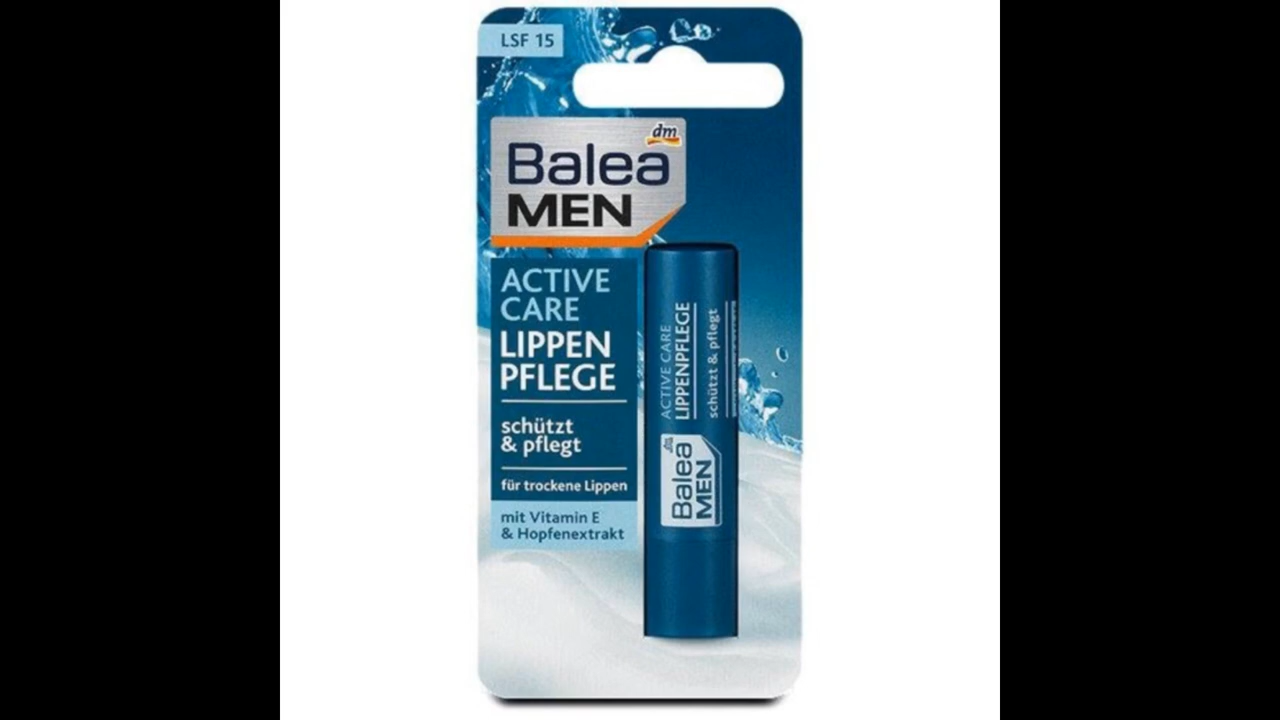 LSF 15
dm
Balea
MEN
ACTIVE
CARE
LIPPEN
PFLEGE
schützt
& pflegt
für trockene Lippen
mit Vitamin E
& Hopfenextrakt
ACTIVE CARE
LIPPENPFLEGE
schützt & pflegt
dm
Balea
MEN